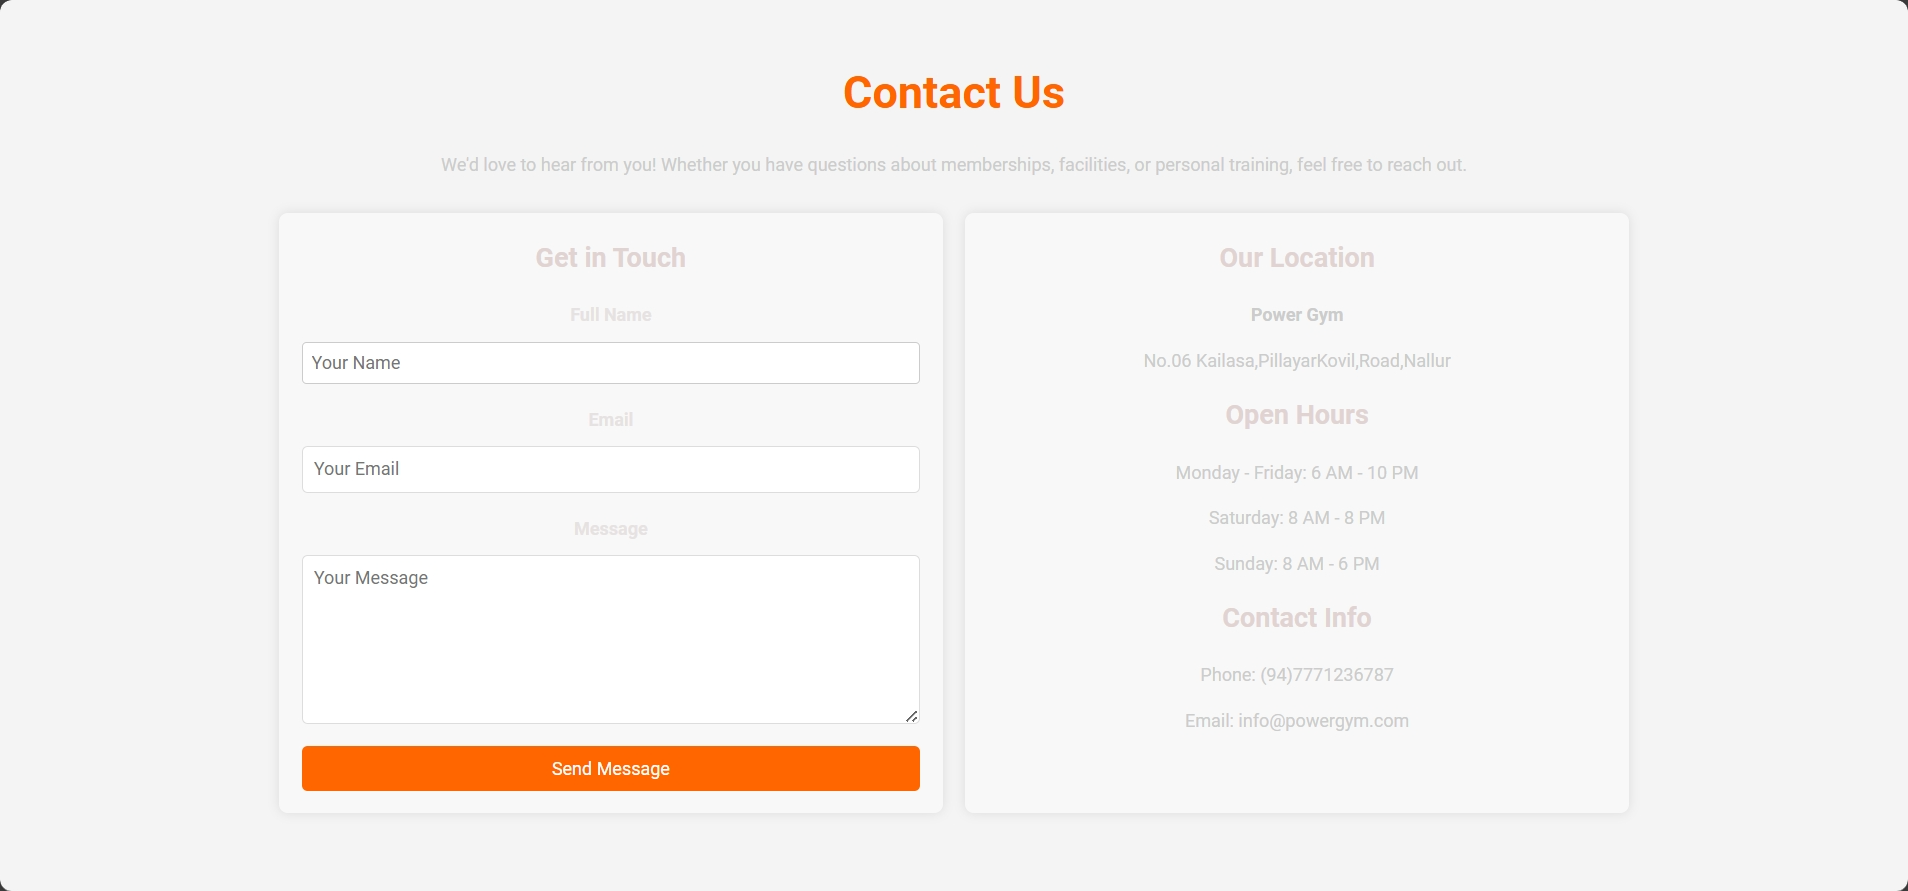 Contact Us
We'd love to hear from you! Whether you have questions about memberships, facilities, or personal training, feel free to reach out.
Get in Touch
Full Name
Your Name
Email
Your Email
Message
Your Message
Send Message
Our Location
Power Gym
No.06 Kailasa,PillayarKovil,Road,Nallur
Open Hours
Monday - Friday: 6 AM - 10 PM
Saturday: 8 AM - 8 PM
Sunday: 8 AM - 6 PM
Contact Info
Phone: (94)7771236787
Email: info@powergym.com